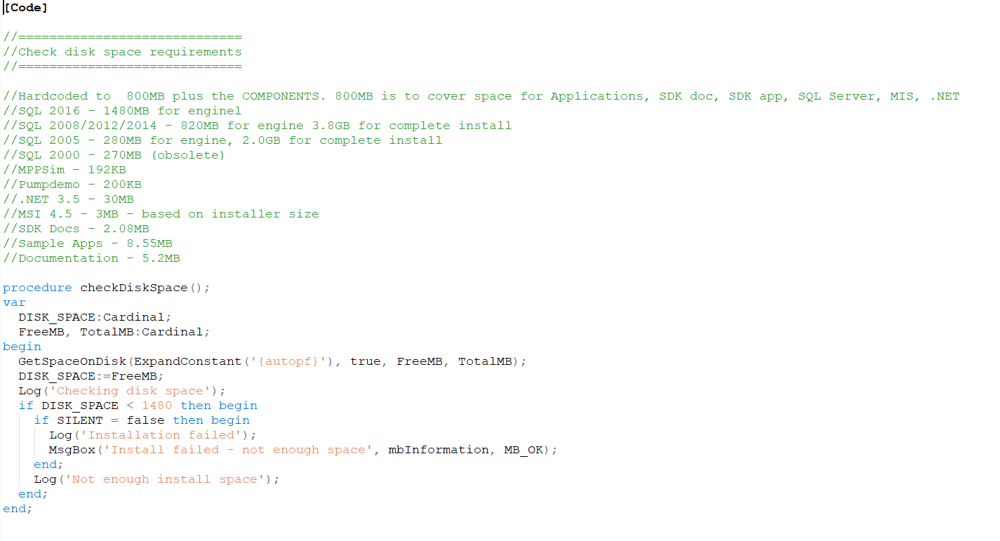 [Code]
//=============================
//Check disk space requirements
//=============================
//Hardcoded to  800MB plus the COMPONENTS. 800MB is to cover space for Applications, SDK doc, SDK app, SQL Server, MIS, .NET
//SQL 2016 - 1480MB for enginel
//SQL 2008/2012/2014 - 820MB for engine 3.8GB for complete install
//SQL 2005 - 280MB for engine, 2.0GB for complete install
//SQL 2000 - 270MB (obsolete)
//MPPSim - 192KB
//Pumpdemo - 200KB
//.NET 3.5 - 30MB
//MSI 4.5 - 3MB - based on installer size
//SDK Docs - 2.08MB
//Sample Apps - 8.55MB
//Documentation - 5.2MB
procedure checkDiskSpace();
var
  DISK_SPACE:Cardinal;
  FreeMB, TotalMB:Cardinal;
begin
  GetSpaceOnDisk(ExpandConstant('{autopf}'), true, FreeMB, TotalMB);
  DISK_SPACE:=FreeMB;
  Log('Checking disk space');
  if DISK_SPACE < 1480 then begin
    if SILENT = false then begin
      Log('Installation failed');
      MsgBox('Install failed - not enough space', mbInformation, MB_OK);
    end;
    Log('Not enough install space');
  end;
end;